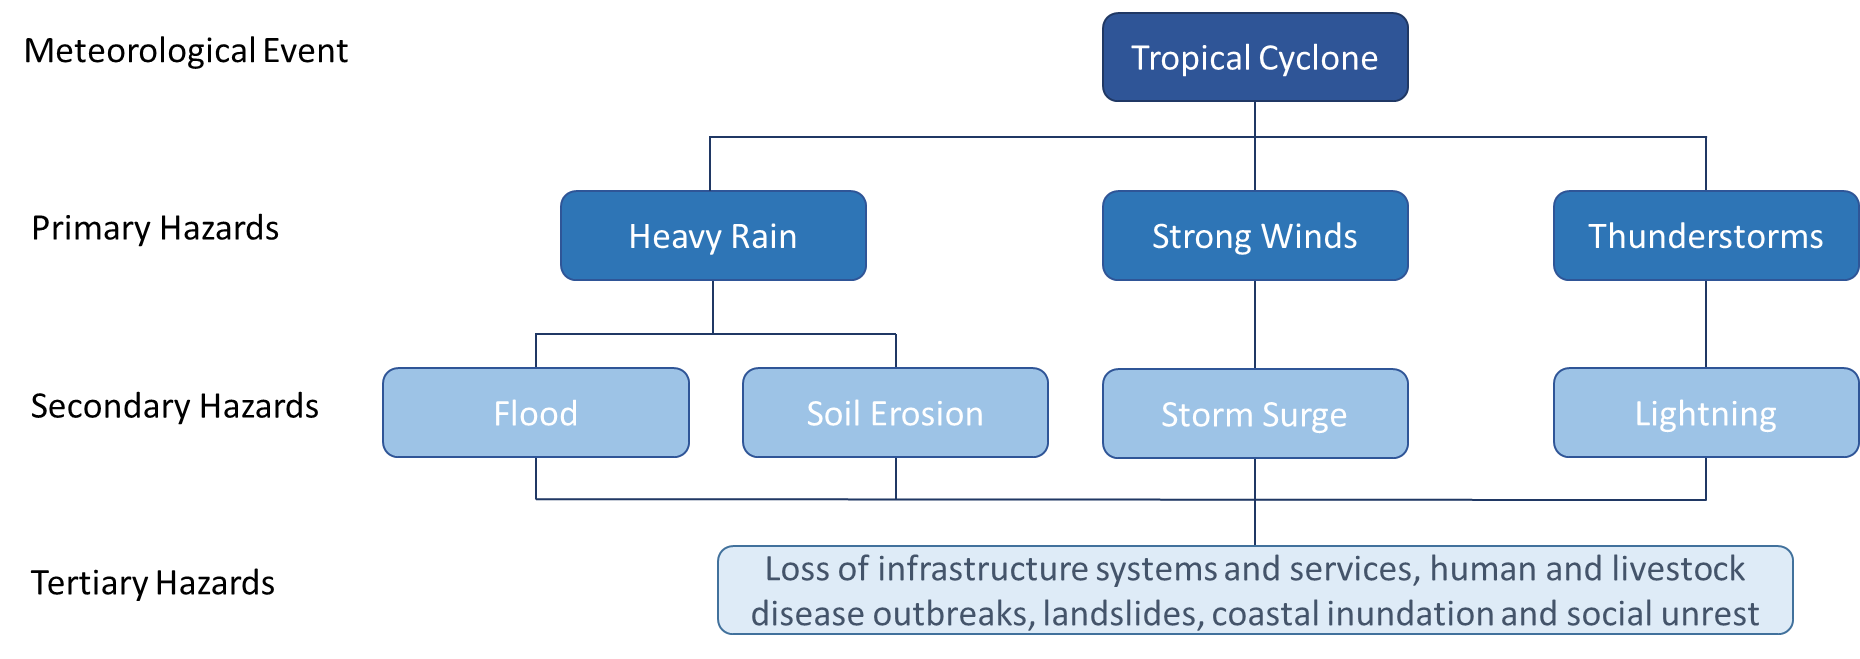 Meteorological Event
Tropical Cyclone
Primary Hazards
Heavy Rain
Strong Winds
Thunderstorms
Secondary Hazards
Flood
Soil Erosion
Storm Surge
Lightning
Tertiary Hazards
Loss of infrastructure systems and services, human and livestock
disease outbreaks, landslides, coastal inundation and social unrest